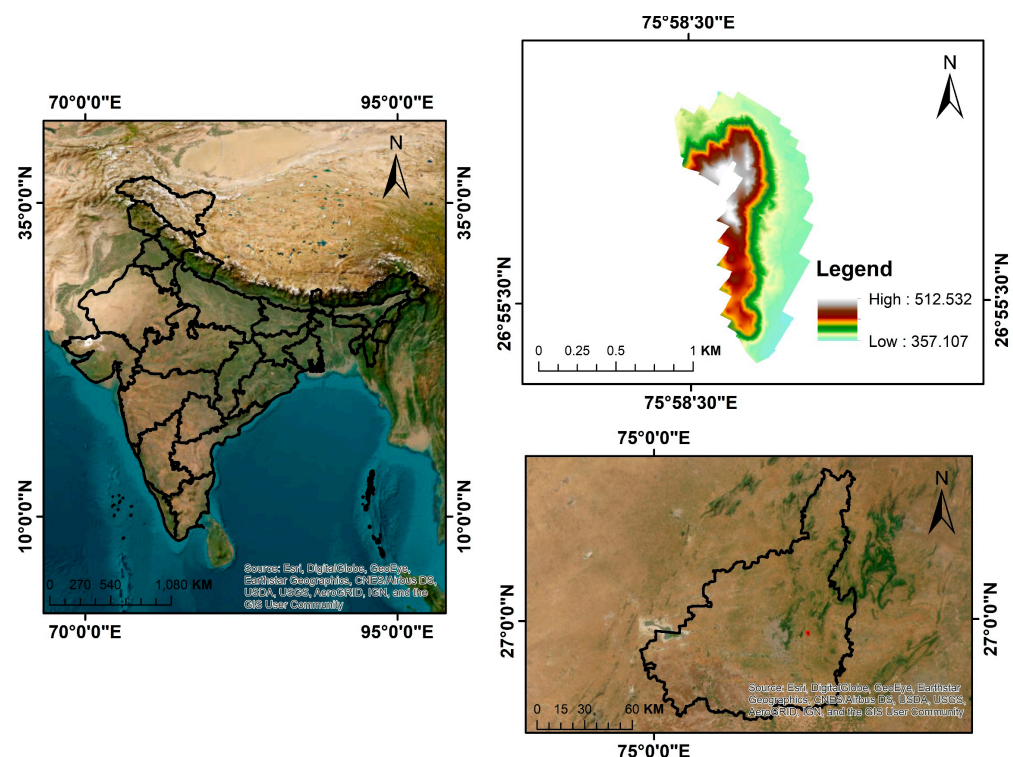 70°0'0"E
95°0'0"E
35°0'0"N
35°0'0"N
N
10°0'0"N
10°0'0"N
Source: Esri, DigitalGlobe, GeoEye,
Earthstar Geographics, CNES/Airbus DS,
USDA, USGS, AeroGRID, IGN, and the
GIS User Community
0 270 540 1,080 KM
70°0'0"E
95°0'0"E
75°58'30"E
N
26°55'30"N
26°55'30"N
Legend
High : 512.532
Low : 357.107
0 0.25 0.5 1 KM
75°58'30"E
75°0'0"E
N
27°0'0"N
27°0'0"N
Source: Esri, DigitalGlobe, GeoEye, Earthstar
Geographics, CNES/Airbus DS, USDA, USGS,
AeroGRID, IGN, and the GIS User Community
0 15 30 60 KM
75°0'0"E